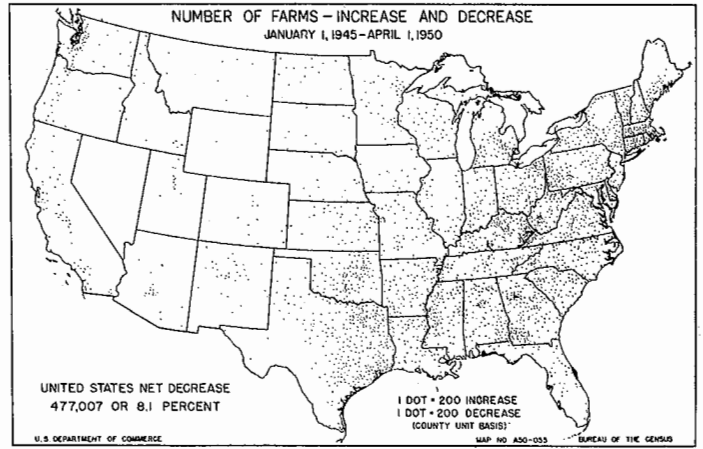 NUMBER OF FARMS - INCREASE AND DECREASE
JANUARY 1, 1945-APRIL 1, 1950
UNITED STATES NET DECREASE
477,007 OR 8.1 PERCENT
1 DOT = 200 INCREASE
1 DOT = 200 DECREASE
(COUNTY UNIT BASIS)
U.S. DEPARTMENT OF COMMERCE
MAP NO A50-055
BUREAU OF THE CENSUS